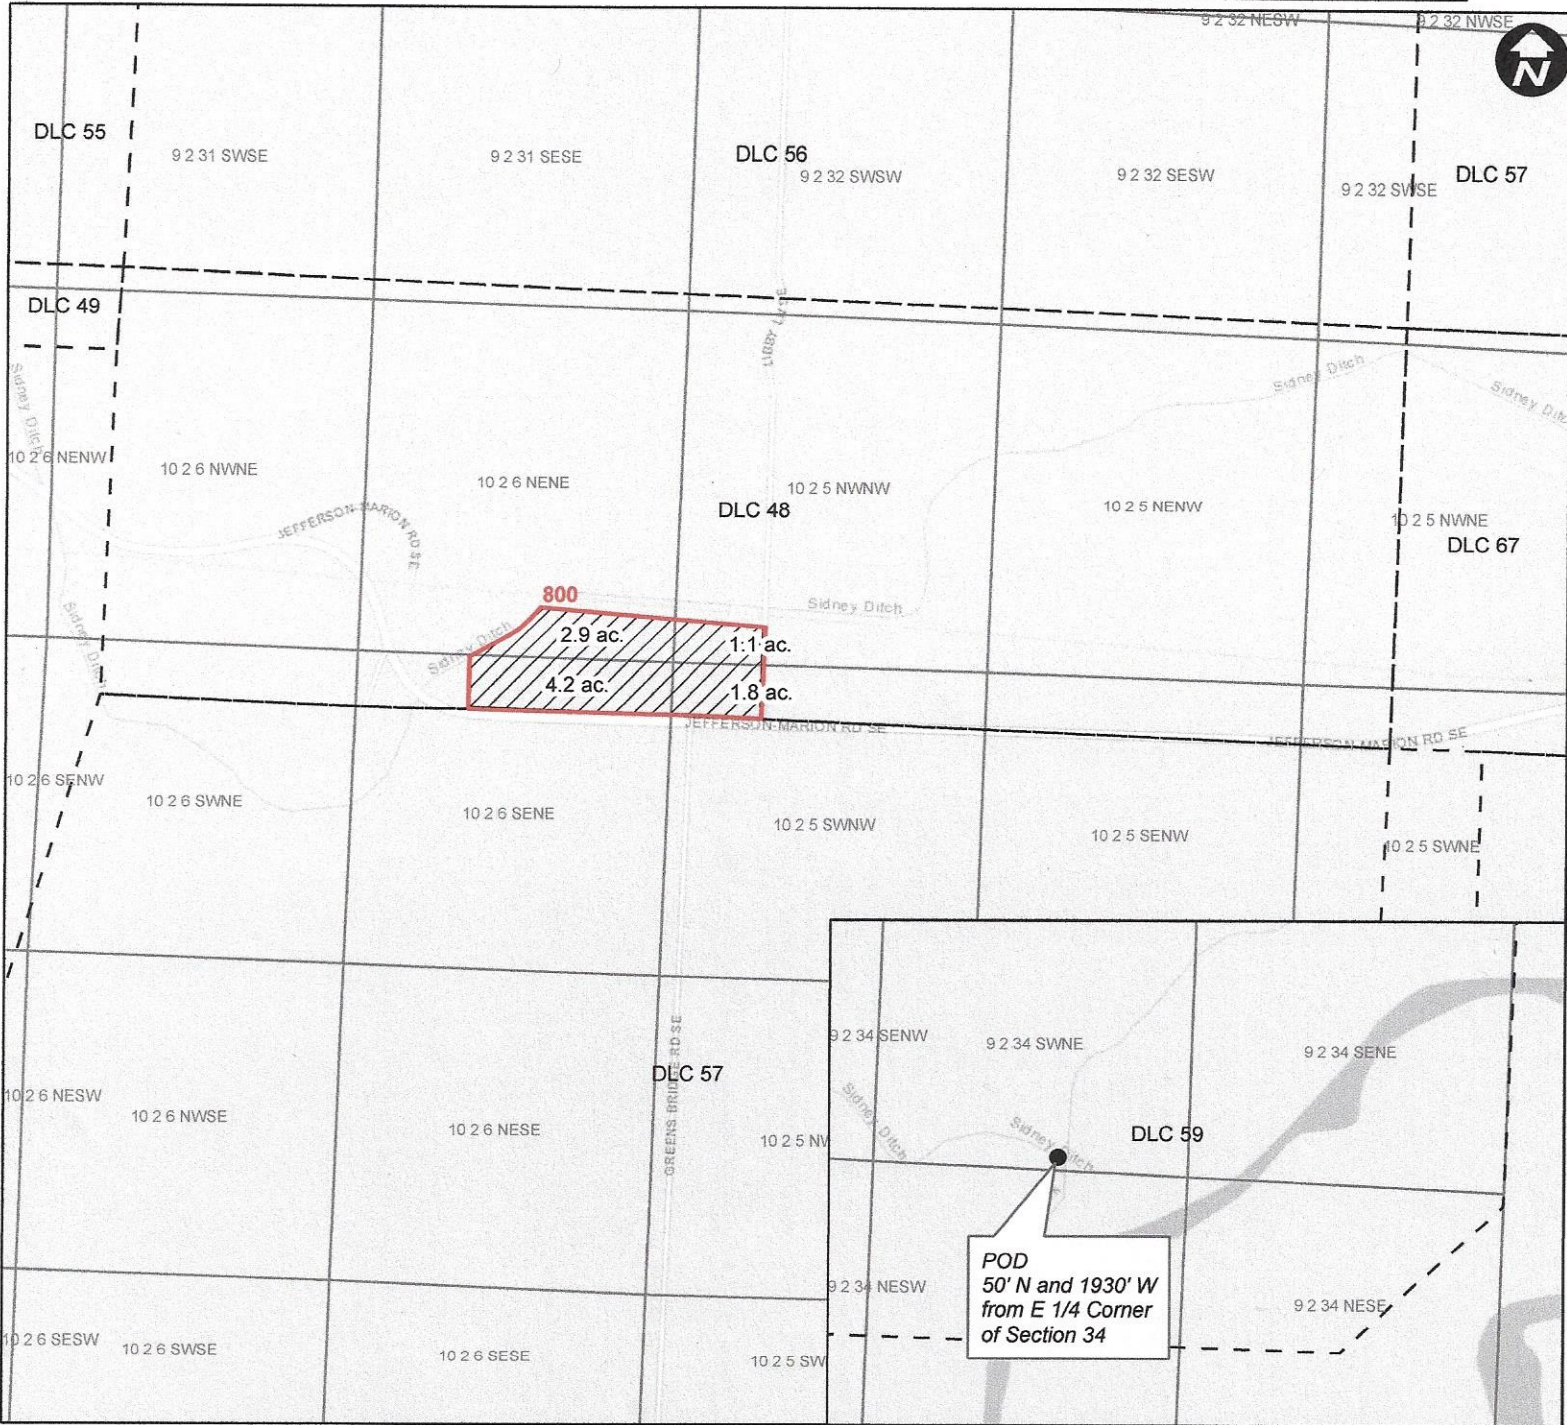 9 2 32 NESW
9 2 32 NWSE
N
DLC 55
9 2 31 SWSE
9 2 31 SESE
DLC 56
9 2 32 SWSW
9 2 32 SESW
9 2 32 SWSE
DLC 57
DLC 49
LIBBY LN SE
Sidney Ditch
Sidney Ditch
Sidney Ditch
10 2 6 NENW
10 2 6 NWNE
10 2 6 NENE
10 2 5 NWNW
DLC 48
10 2 5 NENW
10 2 5 NWNE
DLC 67
JEFFERSON-MARION RD SE
800
Sidney Ditch
Sidney Ditch
Sidney Ditch
2.9 ac.
1.1 ac.
4.2 ac.
1.8 ac.
JEFFERSON-MARION RD SE
JEFFERSON-MARION RD SE
10 2 6 SENW
10 2 6 SWNE
10 2 6 SENE
10 2 5 SWNW
10 2 5 SENW
10 2 5 SWNE
GREENS BRIDGE RD SE
DLC 57
10 2 6 NESW
10 2 6 NWSE
10 2 6 NESE
10 2 5 NW
10 2 6 SESW
10 2 6 SWSE
10 2 6 SESE
10 2 5 SW
9 2 34 SENW
9 2 34 SWNE
9 2 34 SENE
Sidney Ditch
Sidney Ditch
DLC 59
POD
50' N and 1930' W
from E 1/4 Corner
of Section 34
9 2 34 NESW
9 2 34 NESE